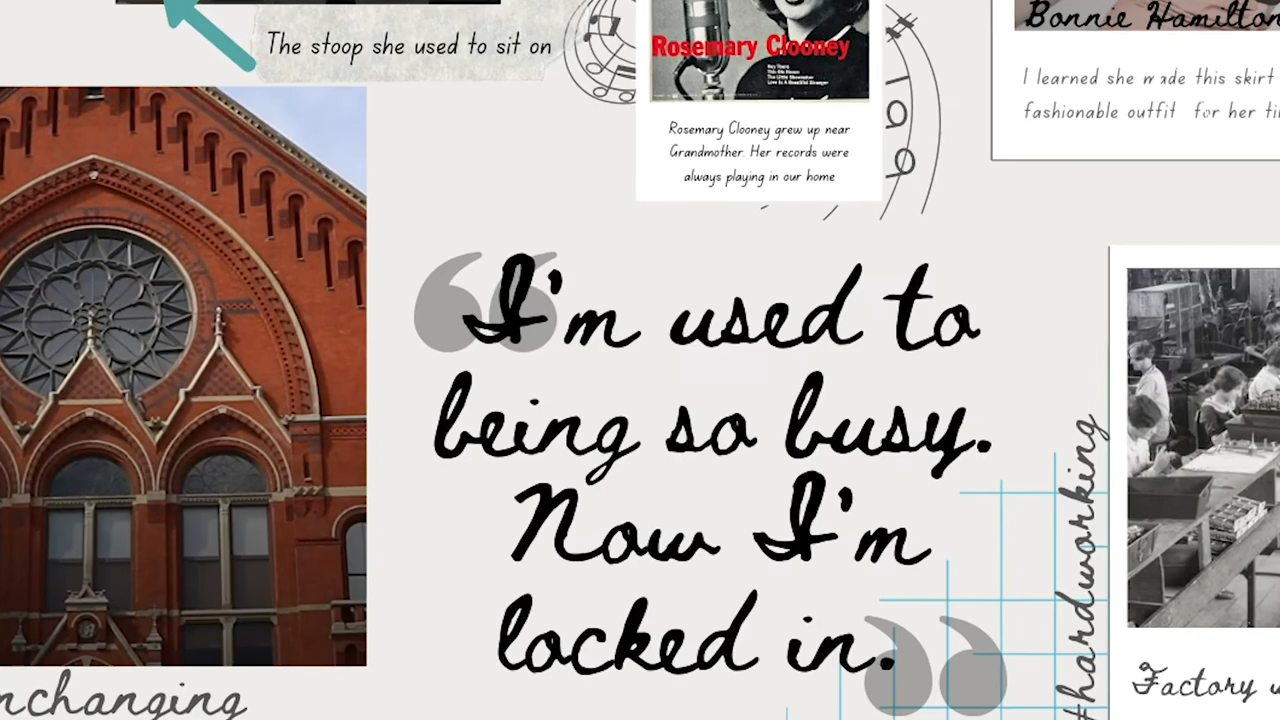 Bonnie Hamilton
The stoop she used to sit on
Rosemary Clooney
I learned she made this skirt
fashionable outfit for her
Rosemary Clooney grew up near
Grandmother. Her records were
always playing in our home
I'm used to
being so busy.
Now I'm
locked in.
#hardworking
Factory
nchanging